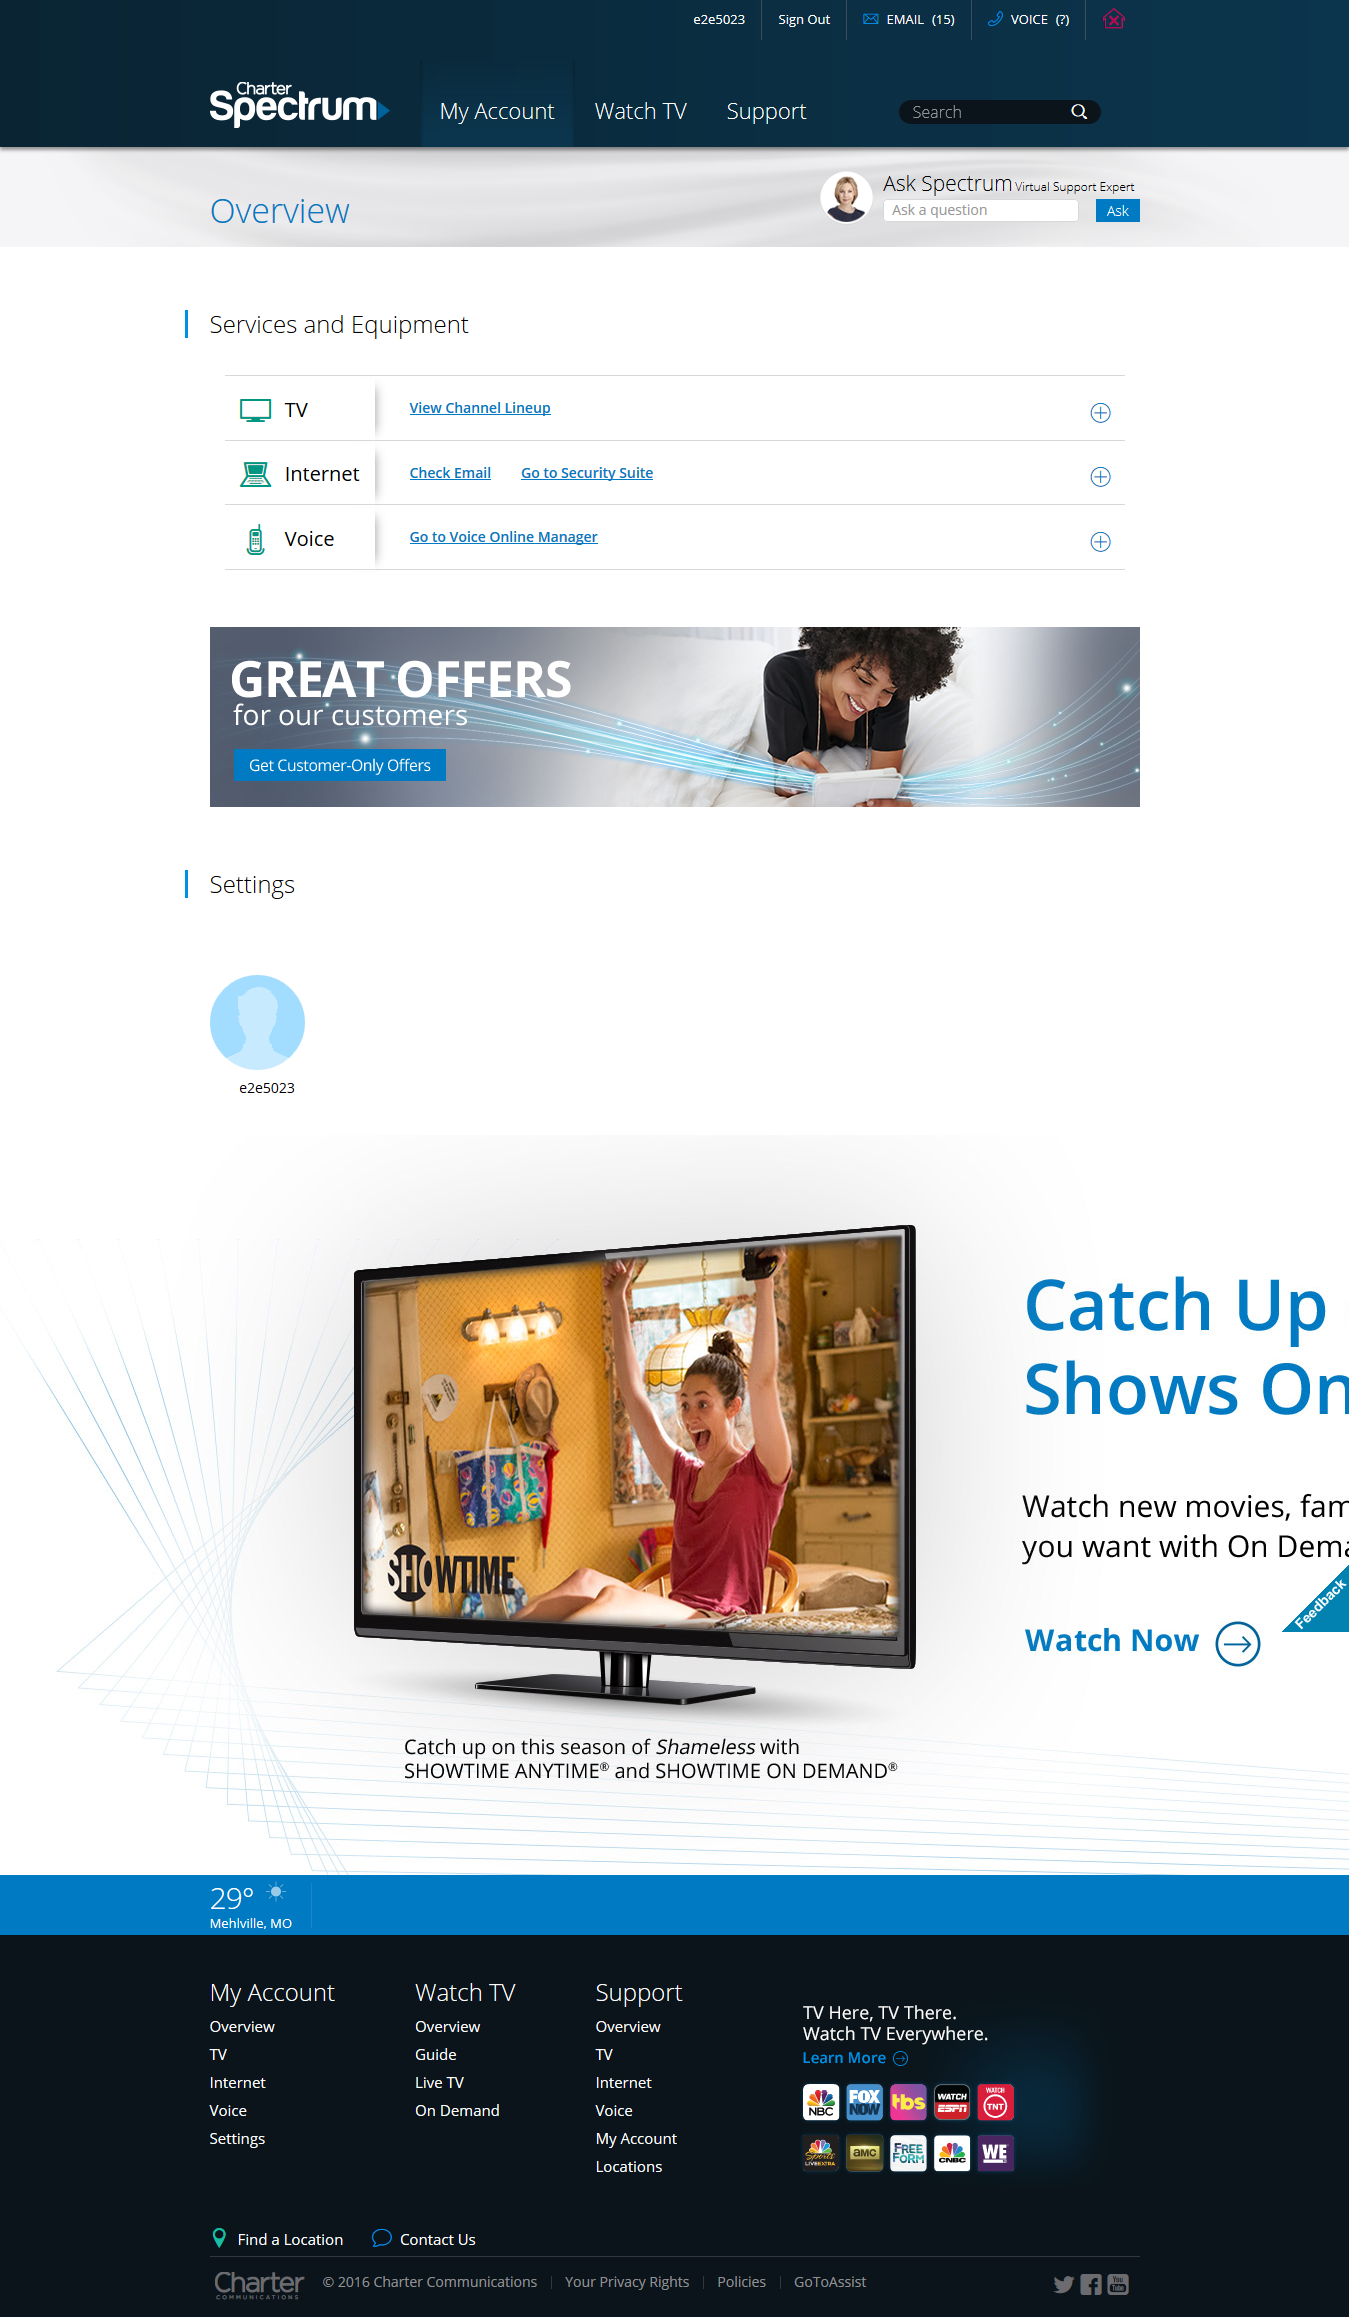 e2e5023
Sign Out
EMAIL (15)
VOICE (?)
Charter
Spectrum
My Account
Watch TV
Support
Search
Overview
Ask Spectrum Virtual Support Expert
Ask a question
Ask
Services and Equipment
TV
View Channel Lineup
Internet
Check Email
Go to Security Suite
Voice
Go to Voice Online Manager
GREAT OFFERS
for our customers
Get Customer-Only Offers
Settings
e2e5023
SHOWTIME
Catch Up
Shows On
Watch new movies, fam
you want with On Dema
Feedback
Watch Now
Catch up on this season of Shameless with
SHOWTIME ANYTIME® and SHOWTIME ON DEMAND®
29°
Mehlville, MO
My Account
Overview
TV
Internet
Voice
Settings
Watch TV
Overview
Guide
Live TV
On Demand
Support
Overview
TV
Internet
Voice
My Account
Locations
TV Here, TV There.
Watch TV Everywhere.
Learn More
NBC
FOX
NOW
tbs
WATCH
ESPN
WATCH
TNT
Sports
LIVE EXTRA
aMC
FREE
FORM
CNBC
WE
Find a Location
Contact Us
Charter
COMMUNICATIONS
© 2016 Charter Communications
Your Privacy Rights
Policies
GoToAssist
You
Tube